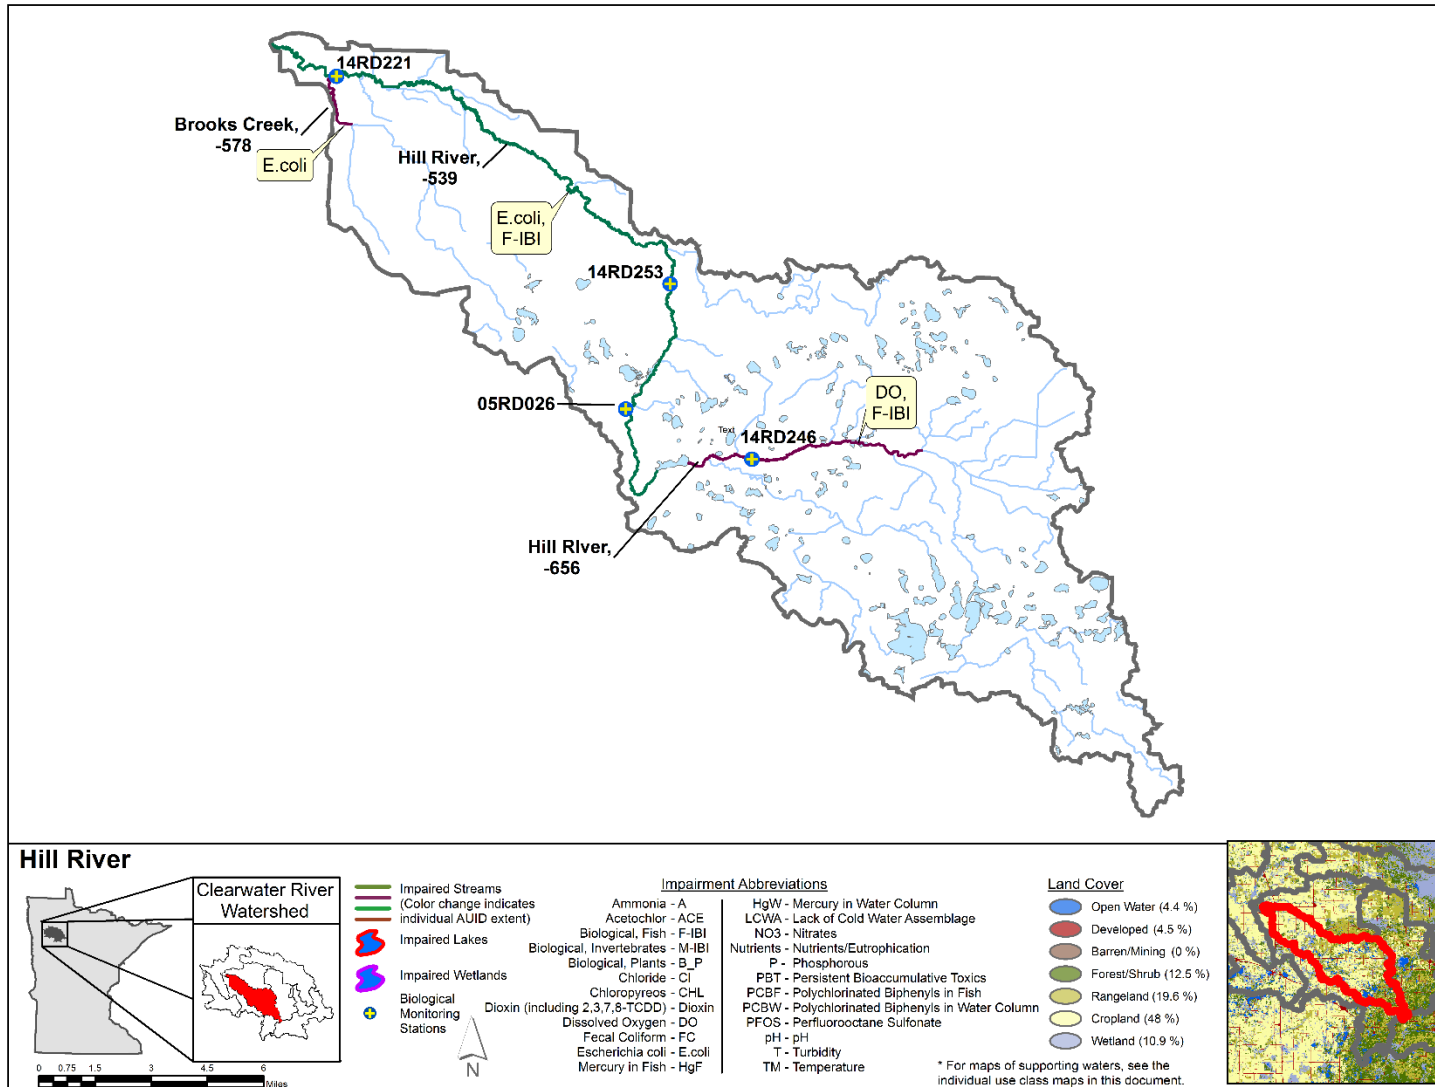 14RD221
Brooks Creek,
-578
E.coli
Hill River,
-539
E.coli,
F-IBI
14RD253
05RD026
DO,
F-IBI
Text
14RD246
Hill RIver,
-656
Hill River
Clearwater River
Watershed
0 0.75 1.5 3 4.5 6
Miles
Impaired Streams
(Color change indicates
individual AUID extent)
Impaired Lakes
Impaired Wetlands
Biological
Monitoring
Stations
N
Impairment Abbreviations
Ammonia - A
Acetochlor - ACE
Biological, Fish - F-IBI
Biological, Invertebrates - M-IBI
Biological, Plants - B_P
Chloride - Cl
Chloropyreos - CHL
Dioxin (including 2,3,7,8-TCDD) - Dioxin
Dissolved Oxygen - DO
Fecal Coliform - FC
Escherichia coli - E.coli
Mercury in Fish - HgF
HgW - Mercury in Water Column
LCWA - Lack of Cold Water Assemblage
NO3 - Nitrates
Nutrients - Nutrients/Eutrophication
P - Phosphorous
PBT - Persistent Bioaccumulative Toxics
PCBF - Polychlorinated Biphenyls in Fish
PCBW - Polychlorinated Biphenyls in Water Column
PFOS - Perfluorooctane Sulfonate
pH - pH
T - Turbidity
TM - Temperature
Land Cover
Open Water (4.4 %)
Developed (4.5 %)
Barren/Mining (0 %)
Forest/Shrub (12.5 %)
Rangeland (19.6 %)
Cropland (48 %)
Wetland (10.9 %)
* For maps of supporting waters, see the
individual use class maps in this document.